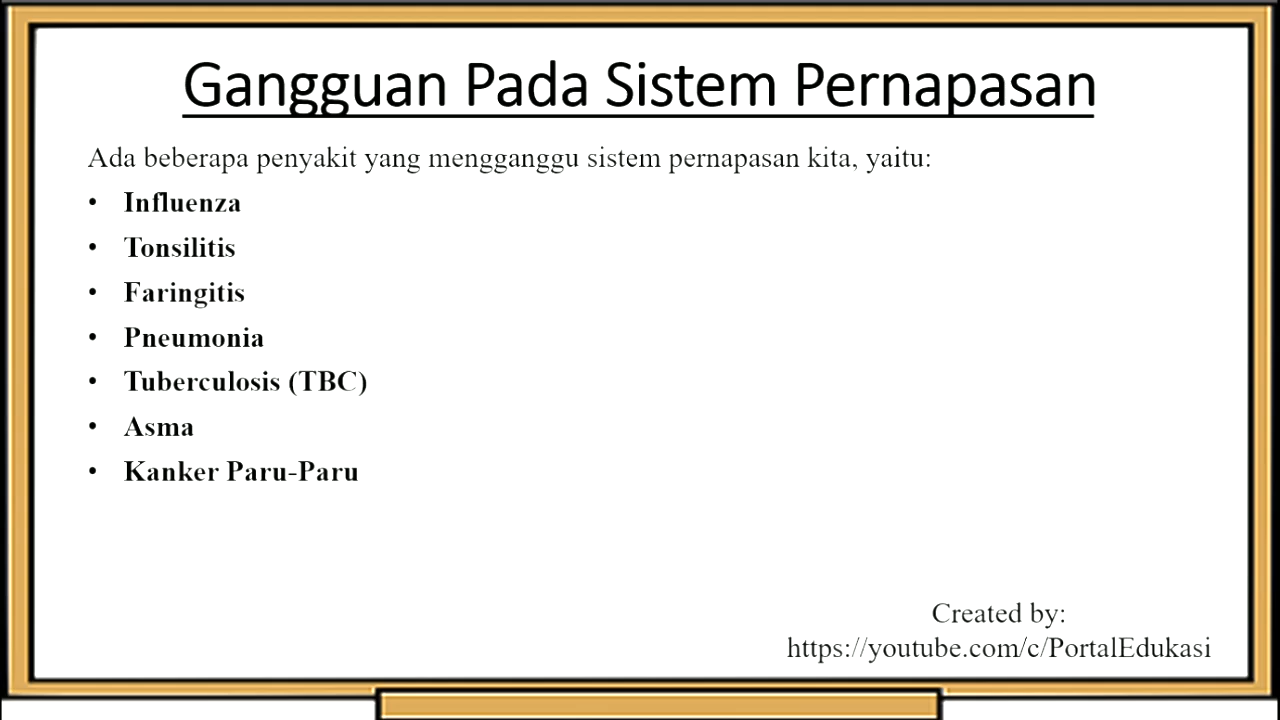 Gangguan Pada Sistem Pernapasan
Ada beberapa penyakit yang mengganggu sistem pernapasan kita, yaitu:
• Influenza
• Tonsilitis
• Faringitis
• Pneumonia
• Tuberculosis (TBC)
• Asma
• Kanker Paru-Paru
Created by:
https://youtube.com/c/PortalEdukasi